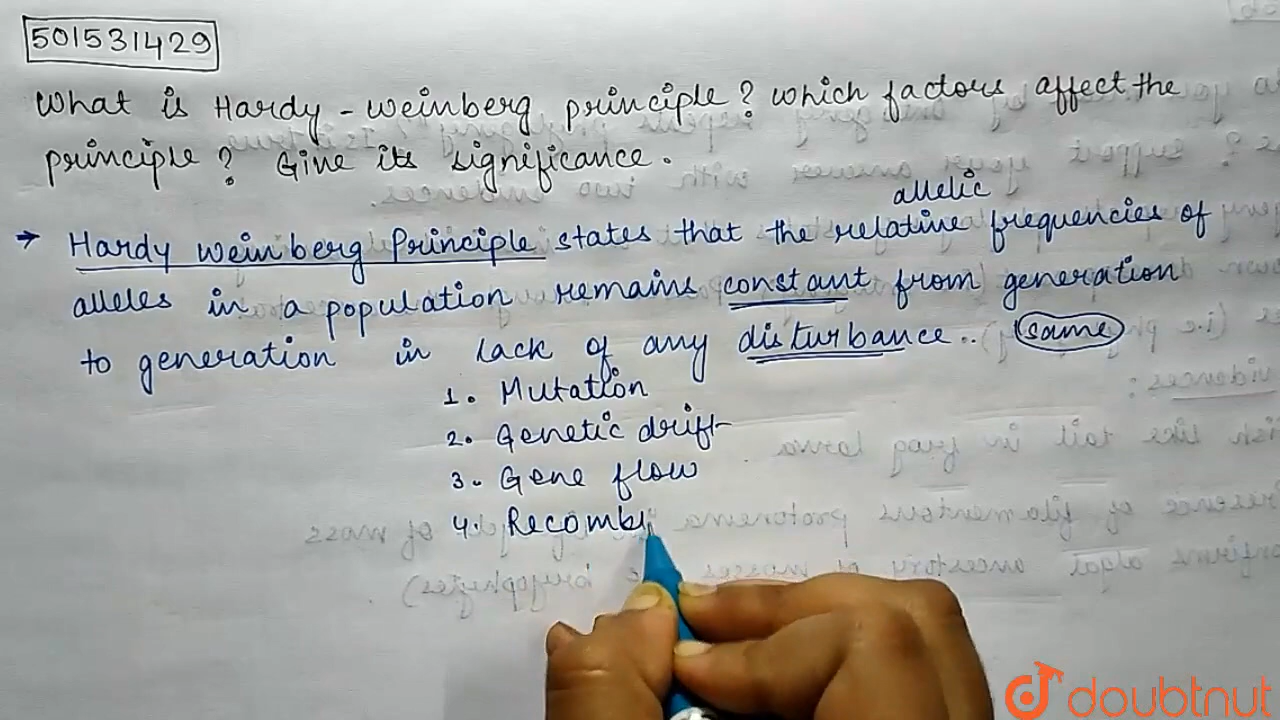 501531429
What is Hardy-Weinberg principle? Which factors affect the
principle? Give its significance.
allelic
→ Hardy Weinberg Principle states that the relative frequencies of
alleles in a population remains constant from generation
to generation in lack of any disturbance.. same
1. Mutation
2. Genetic drift
3. Gene flow
4. Recombi
doubtnut